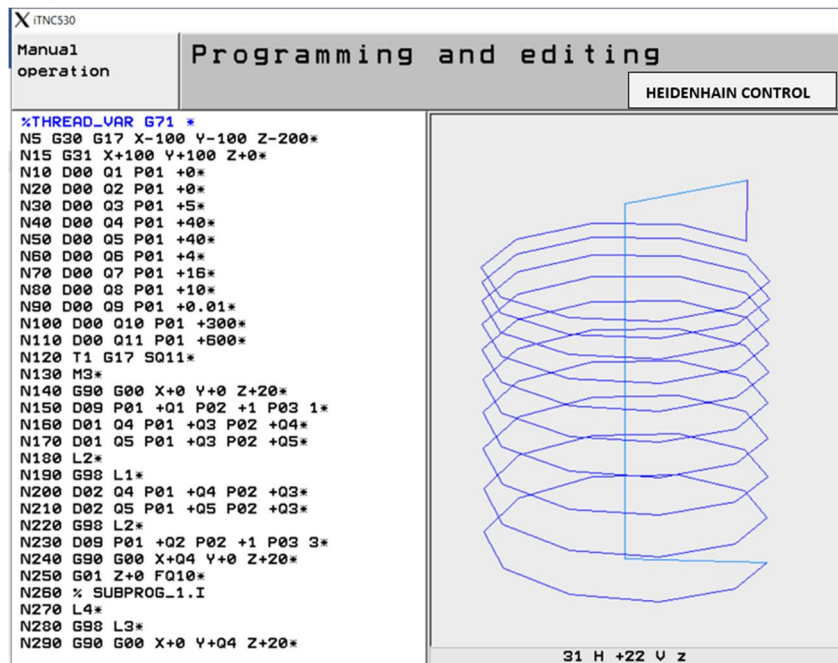 X iTNC530
Manual
operation
Programming and editing
HEIDENHAIN CONTROL
%THREAD_VAR G71 *
N5 G30 G17 X-100 Y-100 Z-200*
N15 G31 X+100 Y+100 Z+0*
N10 D00 Q1 P01 +0*
N20 D00 Q2 P01 +0*
N30 D00 Q3 P01 +5*
N40 D00 Q4 P01 +40*
N50 D00 Q5 P01 +40*
N60 D00 Q6 P01 +4*
N70 D00 Q7 P01 +16*
N80 D00 Q8 P01 +10*
N90 D00 Q9 P01 +0.01*
N100 D00 Q10 P01 +300*
N110 D00 Q11 P01 +600*
N120 T1 G17 SQ11*
N130 M3*
N140 G90 G00 X+0 Y+0 Z+20*
N150 D09 P01 +Q1 P02 +1 P03 1*
N160 D01 Q4 P01 +Q3 P02 +Q4*
N170 D01 Q5 P01 +Q3 P02 +Q5*
N180 L2*
N190 G98 L1*
N200 D02 Q4 P01 +Q4 P02 +Q3*
N210 D02 Q5 P01 +Q5 P02 +Q3*
N220 G98 L2*
N230 D09 P01 +Q2 P02 +1 P03 3*
N240 G90 G00 X+Q4 Y+0 Z+20*
N250 G01 Z+0 FQ10*
N260 % SUBPROG_1.I
N270 L4*
N280 G98 L3*
N290 G90 G00 X+0 Y+Q4 Z+20*
31 H +22 V z